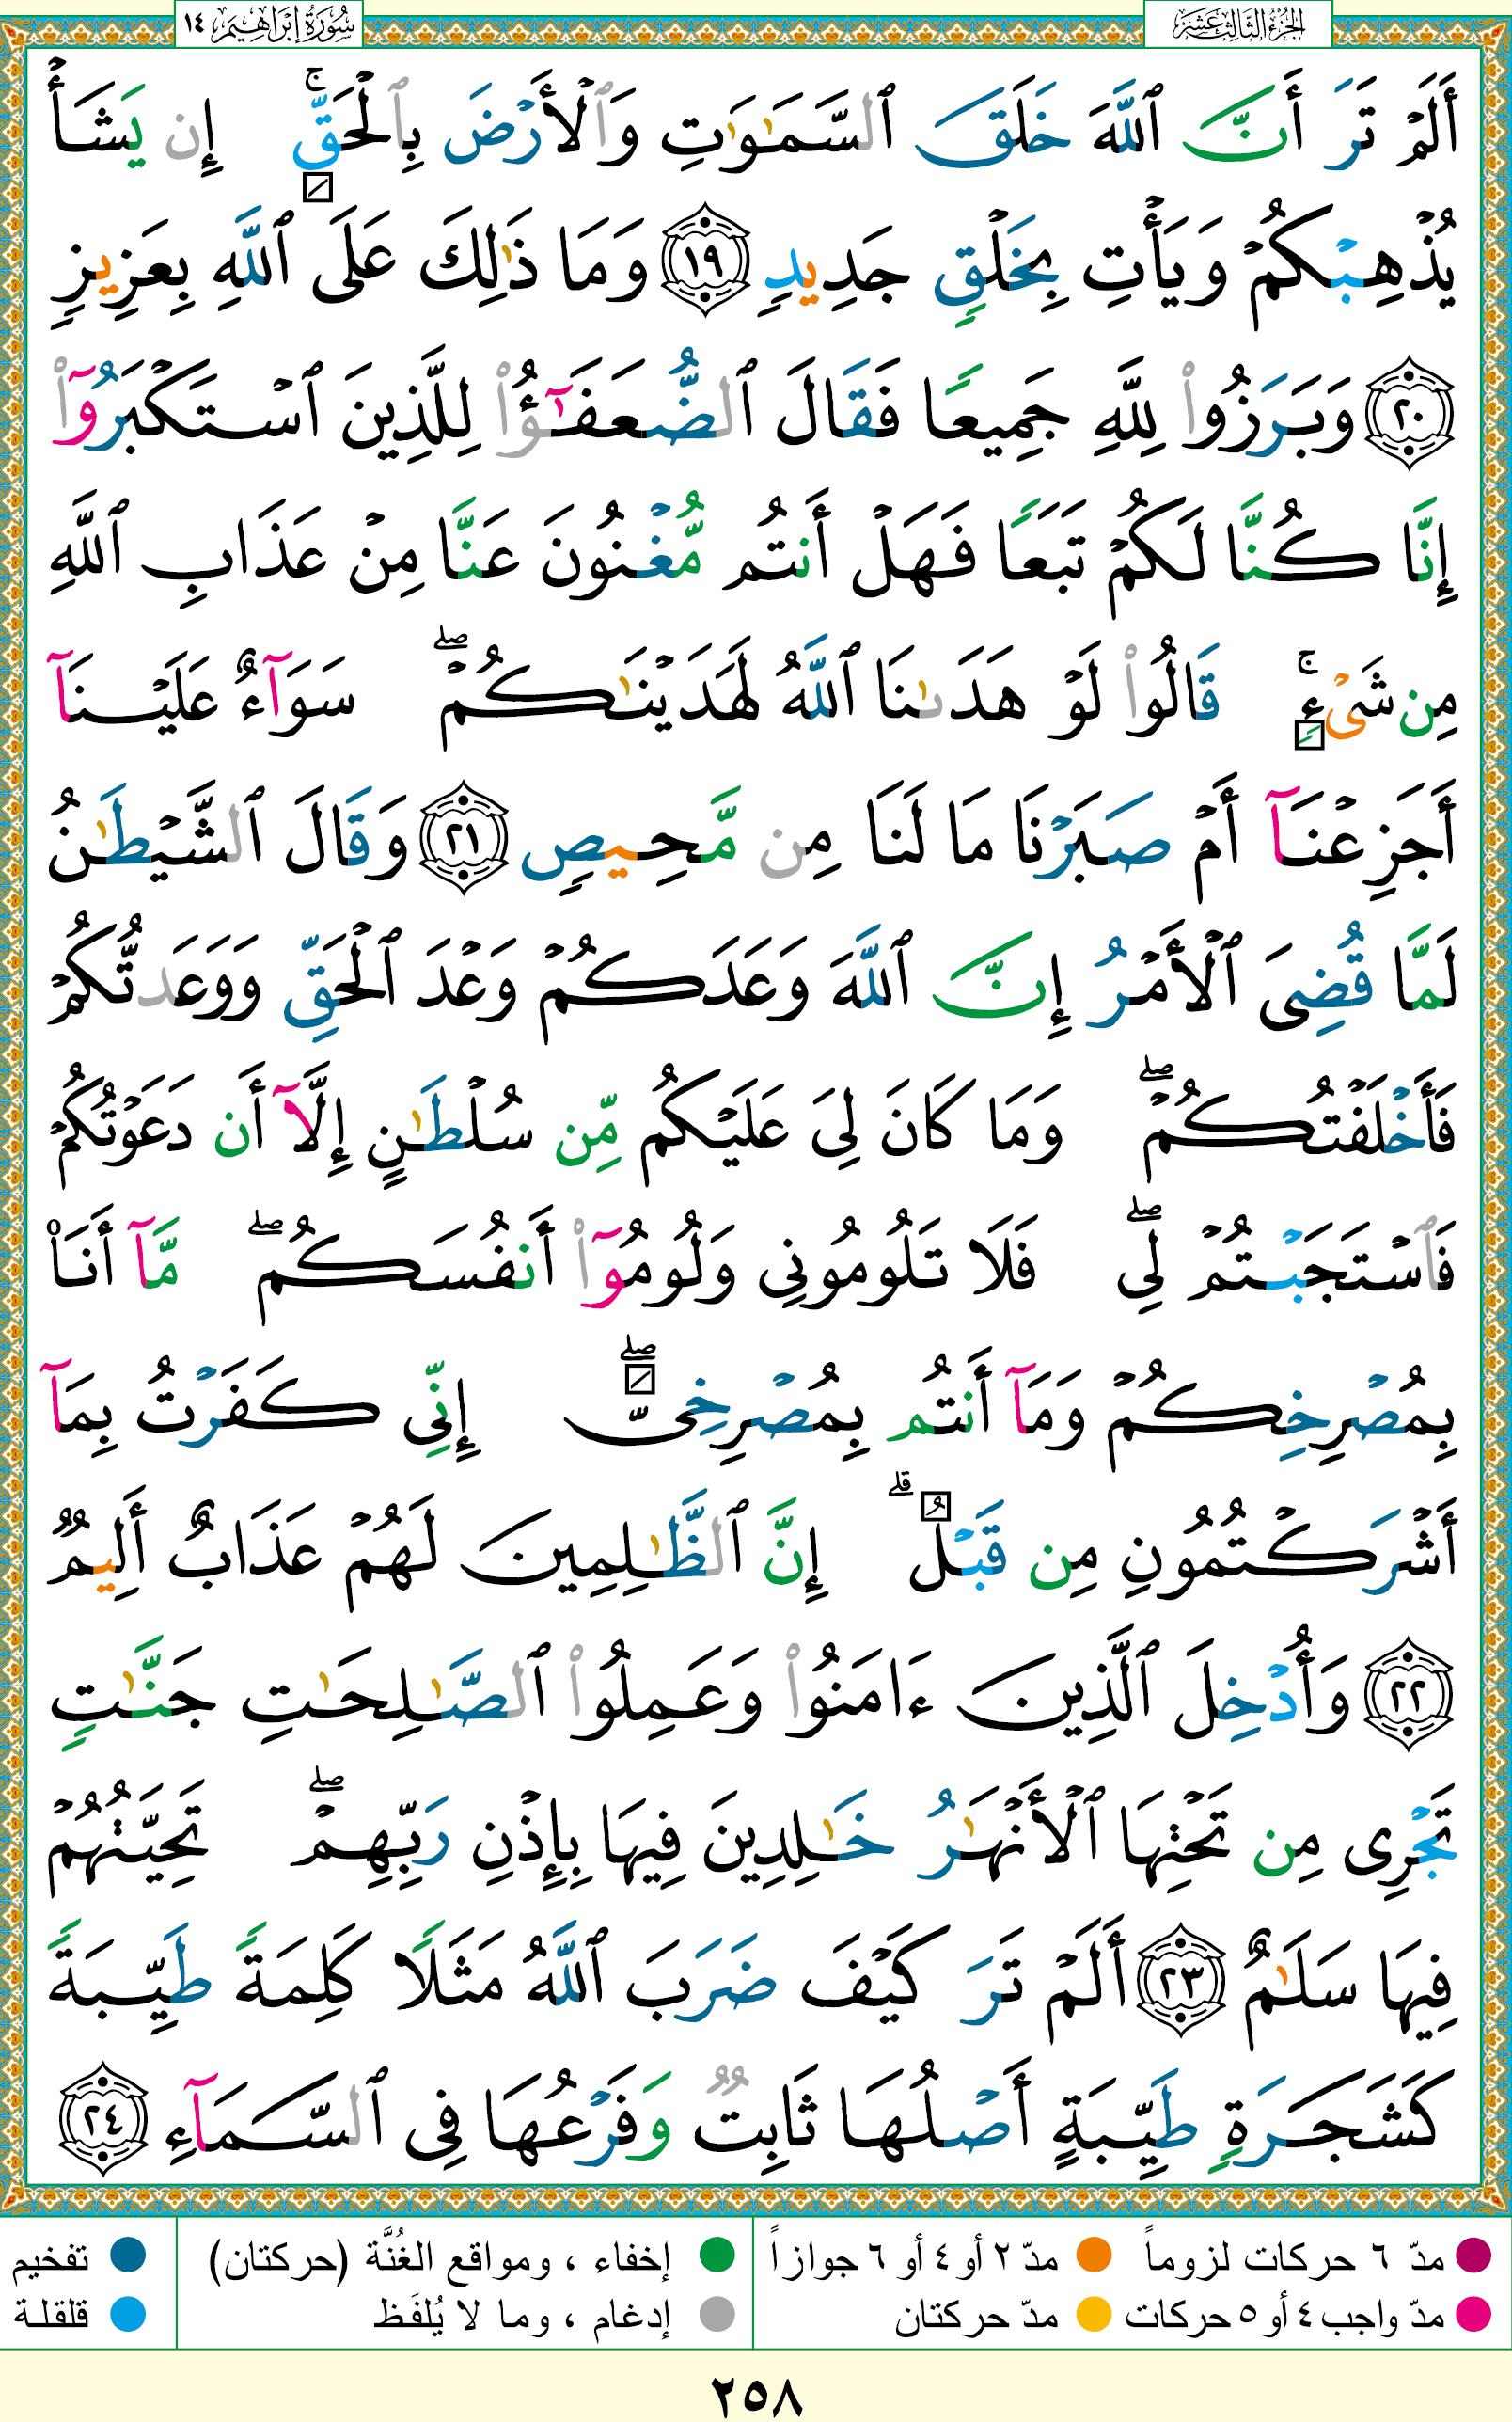 الجزء الثالث عشر
سورة إبراهيم ١٤
أَلَمْ تَرَ أَنَّ ٱللَّهَ خَلَقَ ٱلسَّمَٰوَٰتِ وَٱلْأَرْضَ بِٱلْحَقِّ ۚ إِن يَشَأْ
يُذْهِبْكُمْ وَيَأْتِ بِخَلْقٍ جَدِيدٍ ١٩ وَمَا ذَٰلِكَ عَلَى ٱللَّهِ بِعَزِيزٍ
٢٠ وَبَرَزُوا۟ لِلَّهِ جَمِيعًا فَقَالَ ٱلضُّعَفَٰٓؤُا۟ لِلَّذِينَ ٱسْتَكْبَرُوٓا۟
إِنَّا كُنَّا لَكُمْ تَبَعًا فَهَلْ أَنتُم مُّغْنُونَ عَنَّا مِنْ عَذَابِ ٱللَّهِ
مِن شَىْءٍ ۚ قَالُوا۟ لَوْ هَدَىٰنَا ٱللَّهُ لَهَدَيْنَٰكُمْ ۖ سَوَآءٌ عَلَيْنَآ
أَجَزِعْنَآ أَمْ صَبَرْنَا مَا لَنَا مِن مَّحِيصٍ ٢١ وَقَالَ ٱلشَّيْطَٰنُ
لَمَّا قُضِىَ ٱلْأَمْرُ إِنَّ ٱللَّهَ وَعَدَكُمْ وَعْدَ ٱلْحَقِّ وَوَعَدتُّكُمْ
فَأَخْلَفْتُكُمْ ۖ وَمَا كَانَ لِىَ عَلَيْكُم مِّن سُلْطَٰنٍ إِلَّآ أَن دَعَوْتُكُمْ
فَٱسْتَجَبْتُمْ لِى ۖ فَلَا تَلُومُونِى وَلُومُوٓا۟ أَنفُسَكُم ۖ مَّآ أَنَا۠
بِمُصْرِخِكُمْ وَمَآ أَنتُم بِمُصْرِخِىَّ ۖ إِنِّى كَفَرْتُ بِمَآ
أَشْرَكْتُمُونِ مِن قَبْلُ ۗ إِنَّ ٱلظَّٰلِمِينَ لَهُمْ عَذَابٌ أَلِيمٌ
٢٢ وَأُدْخِلَ ٱلَّذِينَ ءَامَنُوا۟ وَعَمِلُوا۟ ٱلصَّٰلِحَٰتِ جَنَّٰتٍ
تَجْرِى مِن تَحْتِهَا ٱلْأَنْهَٰرُ خَٰلِدِينَ فِيهَا بِإِذْنِ رَبِّهِمْ ۖ تَحِيَّتُهُمْ
فِيهَا سَلَٰمٌ ٢٣ أَلَمْ تَرَ كَيْفَ ضَرَبَ ٱللَّهُ مَثَلًا كَلِمَةً طَيِّبَةً
كَشَجَرَةٍ طَيِّبَةٍ أَصْلُهَا ثَابِتٌ وَفَرْعُهَا فِى ٱلسَّمَآءِ ٢٤
مدّ ٦ حركات لزوماً مدّ ٢ أو ٤ أو ٦ جوازاً إخفاء ، ومواقع الغُنَّة (حركتان) تفخيم
مدّ واجب ٤ أو ٥ حركات مدّ حركتان إدغام ، وما لا يُلفَظ قلقلة
٢٥٨